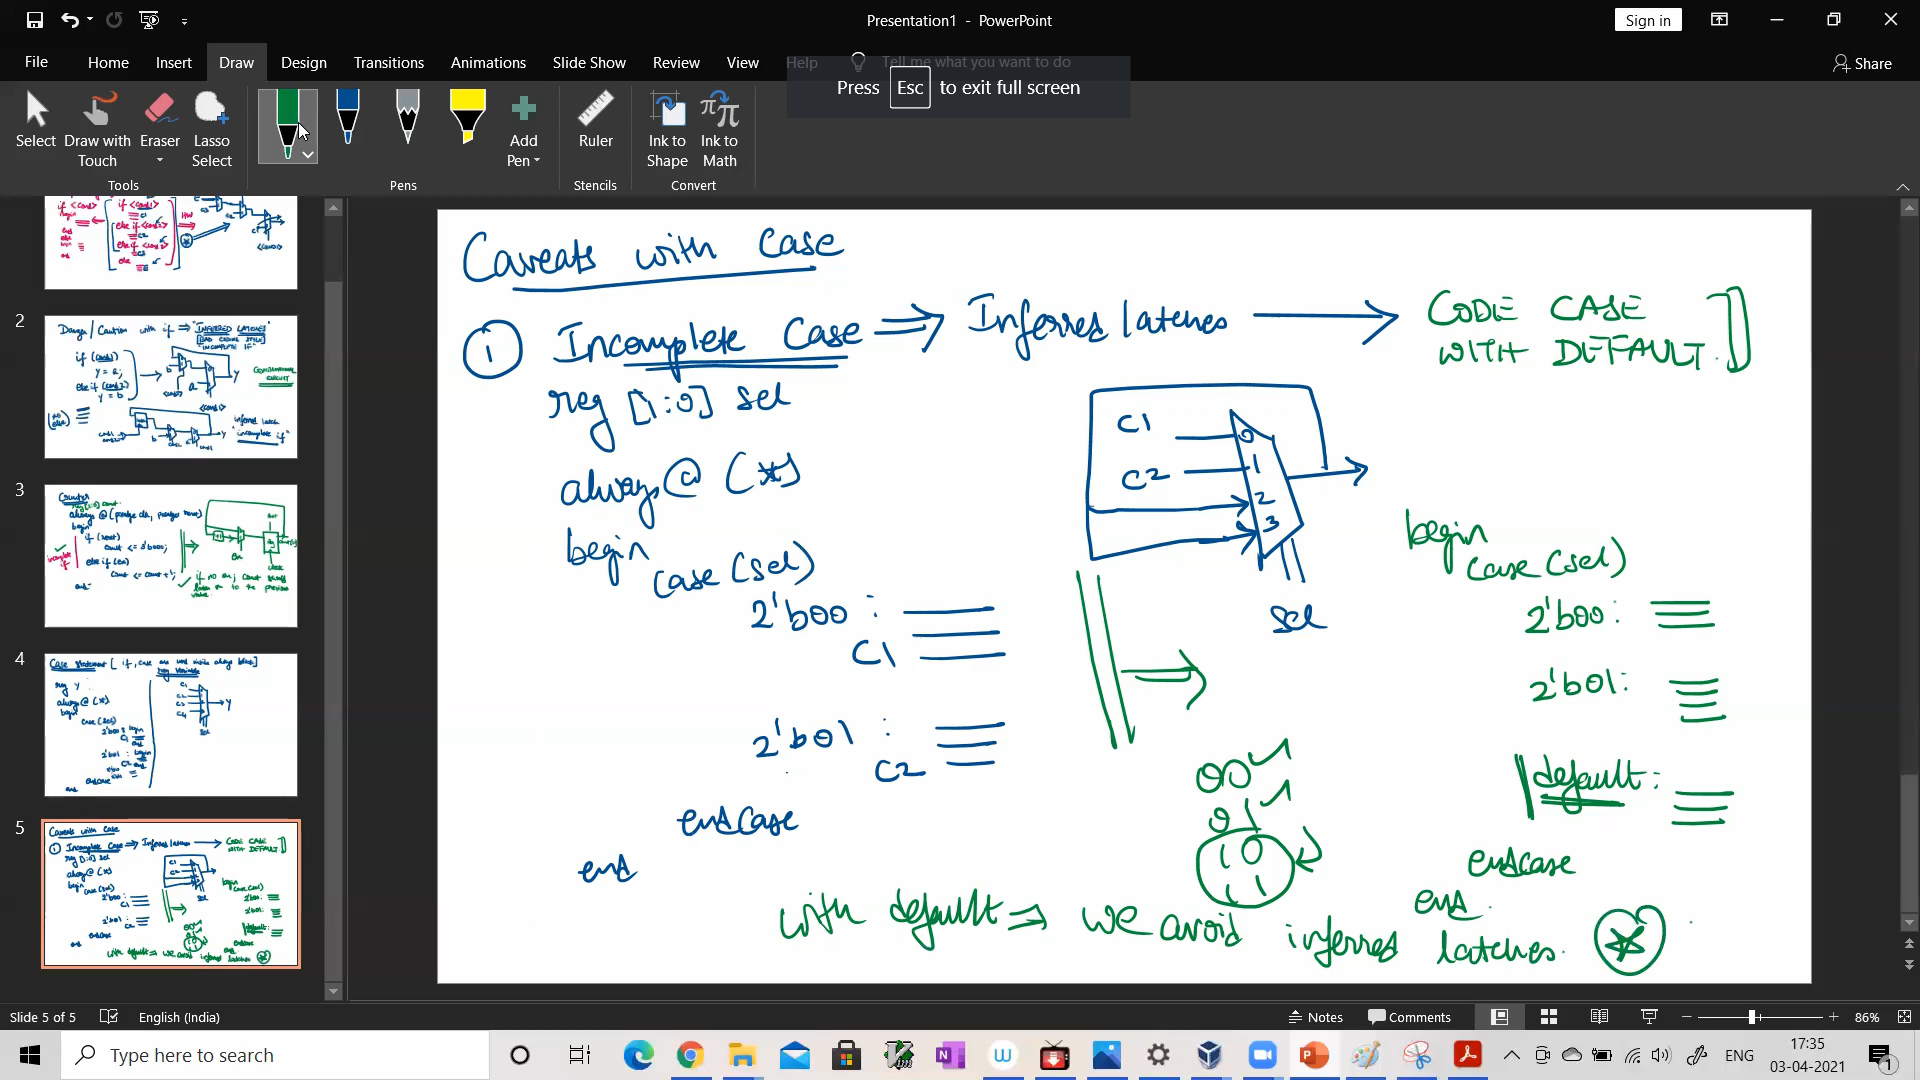 Presentation1 - PowerPoint
Sign in
File Home Insert Draw Design Transitions Animations Slide Show Review View Help Tell me what you want to do
Share
Press Esc to exit full screen
Select
Draw with Touch
Eraser
Lasso Select
Add Pen
Ruler
Ink to Shape
Ink to Math
Tools
Pens
Stencils
Convert
2
3
4
5
Caveats with Case
1 Incomplete Case ⇒ Inferred latches → CODE CASE
WITH DEFAULT.
reg [1:0] sel
always @ (*)
begin
case (sel)
2'b00 :
C1
2'b01 :
C2
endcase
end
C1
C2
0
1
2
3
sel
begin
case (sel)
2'b00:
2'b01:
default:
endcase
end
00 ✓
01 ✓
10
11
with default ⇒ we avoid inferred latches.
Slide 5 of 5
English (India)
Notes
Comments
86%
Type here to search
ENG
17:35
03-04-2021
1